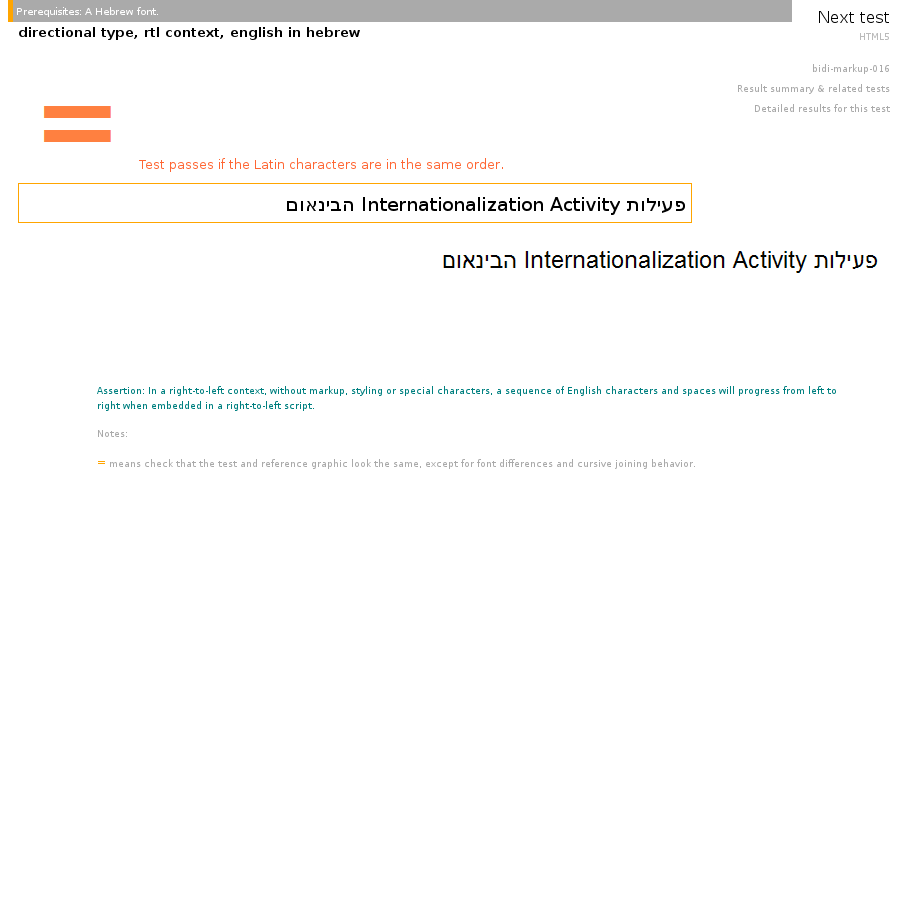 Prerequisites: A Hebrew font.
Next test
directional type, rtl context, english in hebrew
HTML5
bidi-markup-016
Result summary & related tests
Detailed results for this test
Test passes if the Latin characters are in the same order.
פעילות Internationalization Activity הבינאום
פעילות Internationalization Activity הבינאום
Assertion: In a right-to-left context, without markup, styling or special characters, a sequence of English characters and spaces will progress from left to
right when embedded in a right-to-left script.
Notes:
= means check that the test and reference graphic look the same, except for font differences and cursive joining behavior.